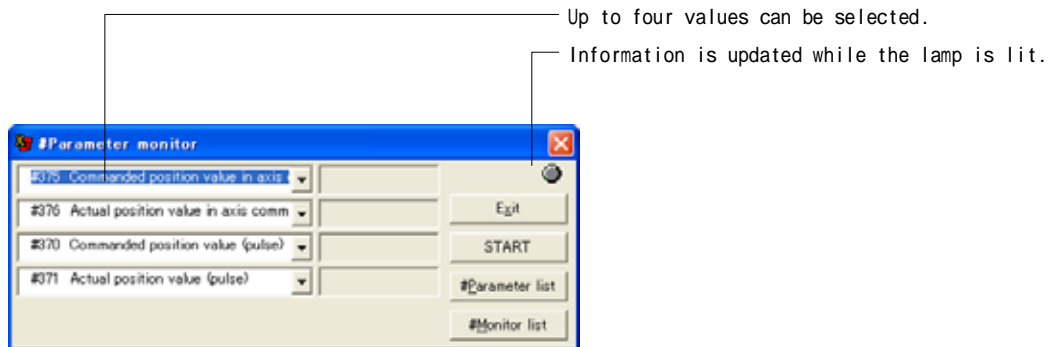 Up to four values can be selected.
Information is updated while the lamp is lit.
#Parameter monitor
#375 Commanded position value in axis
#376 Actual position value in axis comm
Exit
#370 Commanded position value (pulse)
START
#371 Actual position value (pulse)
#Parameter list
#Monitor list